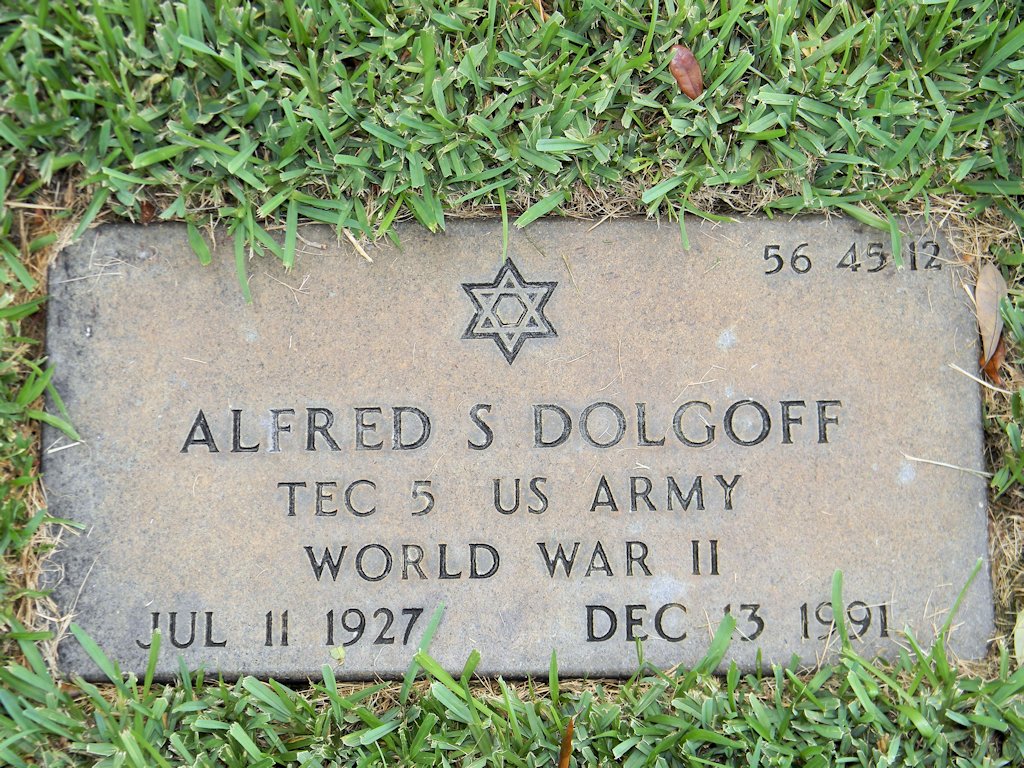 56 45 12
ALFRED S DOLGOFF
TEC 5 US ARMY
WORLD WAR II
JUL 11 1927 DEC 13 1991